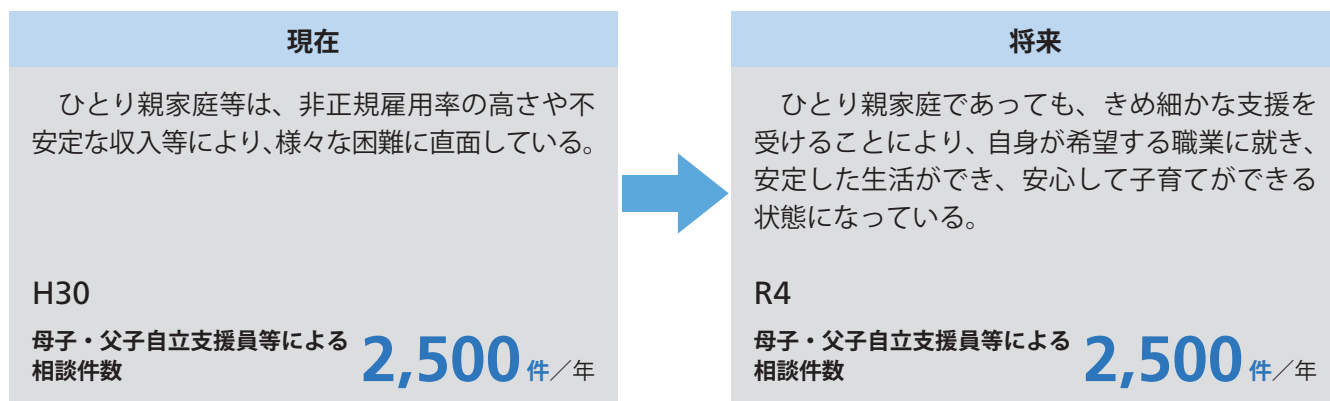 現在
ひとり親家庭等は、非正規雇用率の高さや不
安定な収入等により、様々な困難に直面している。
H30
母子・父子自立支援員等による
相談件数
2,500件／年
将来
ひとり親家庭であっても、きめ細かな支援を
受けることにより、自身が希望する職業に就き、
安定した生活ができ、安心して子育てができる
状態になっている。
R4
母子・父子自立支援員等による
相談件数
2,500件／年